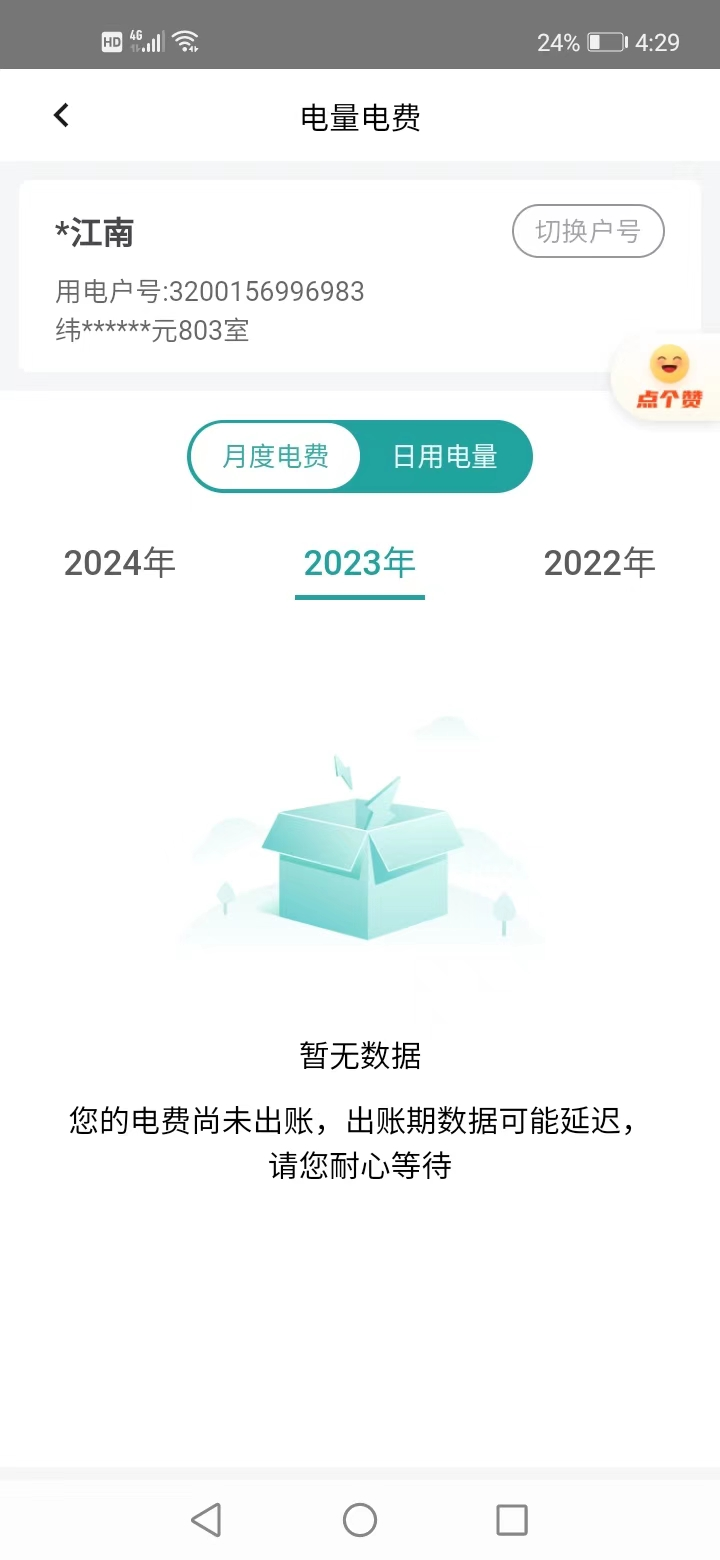 HD 4G 24% 4:29
电量电费
*江南 切换户号
用电户号:3200156996983
纬******元803室
点个赞
月度电费 日用电量
2024年 2023年 2022年
暂无数据
您的电费尚未出账，出账期数据可能延迟，
请您耐心等待